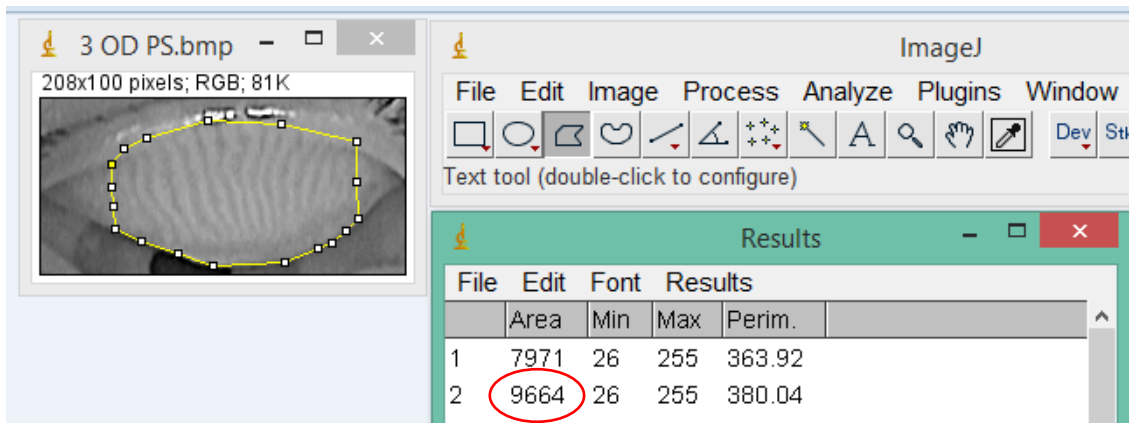 3 OD PS.bmp
208x100 pixels; RGB; 81K
ImageJ
File Edit Image Process Analyze Plugins Window
A Dev Stk
Text tool (double-click to configure)
Results
File Edit Font Results
Area Min Max Perim.
1 7971 26 255 363.92
2 9664 26 255 380.04